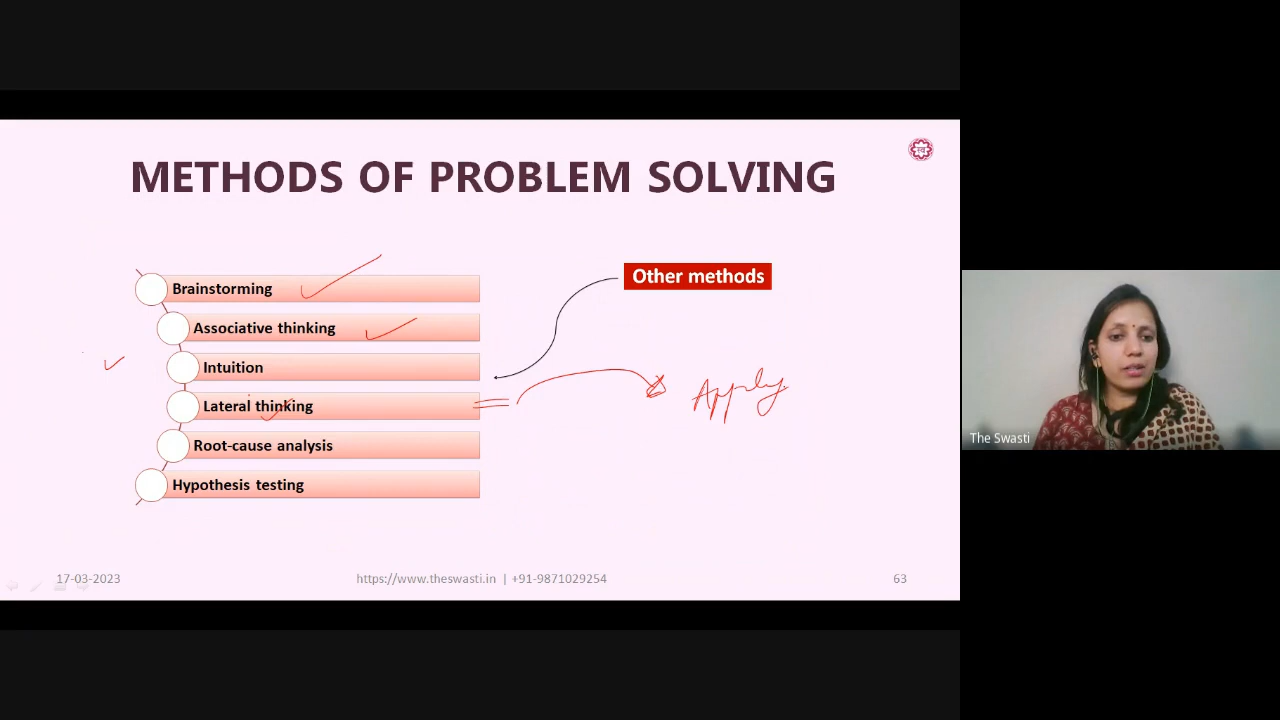 METHODS OF PROBLEM SOLVING
Other methods
Brainstorming
Associative thinking
Intuition
Lateral thinking
Apply
Root-cause analysis
Hypothesis testing
17-03-2023
https://www.theswasti.in | +91-9871029254
63
The Swasti